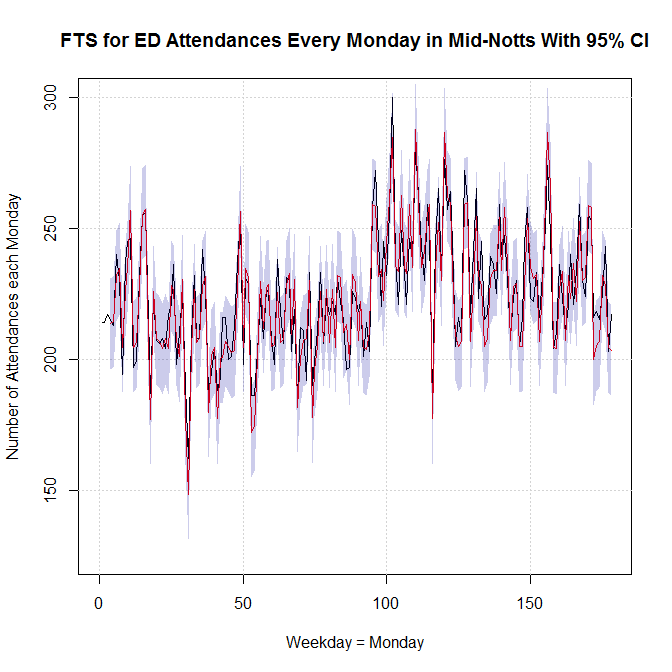 FTS for ED Attendances Every Monday in Mid-Notts With 95% CI
Number of Attendances each Monday
300
250
200
150
0 50 100 150
Weekday = Monday